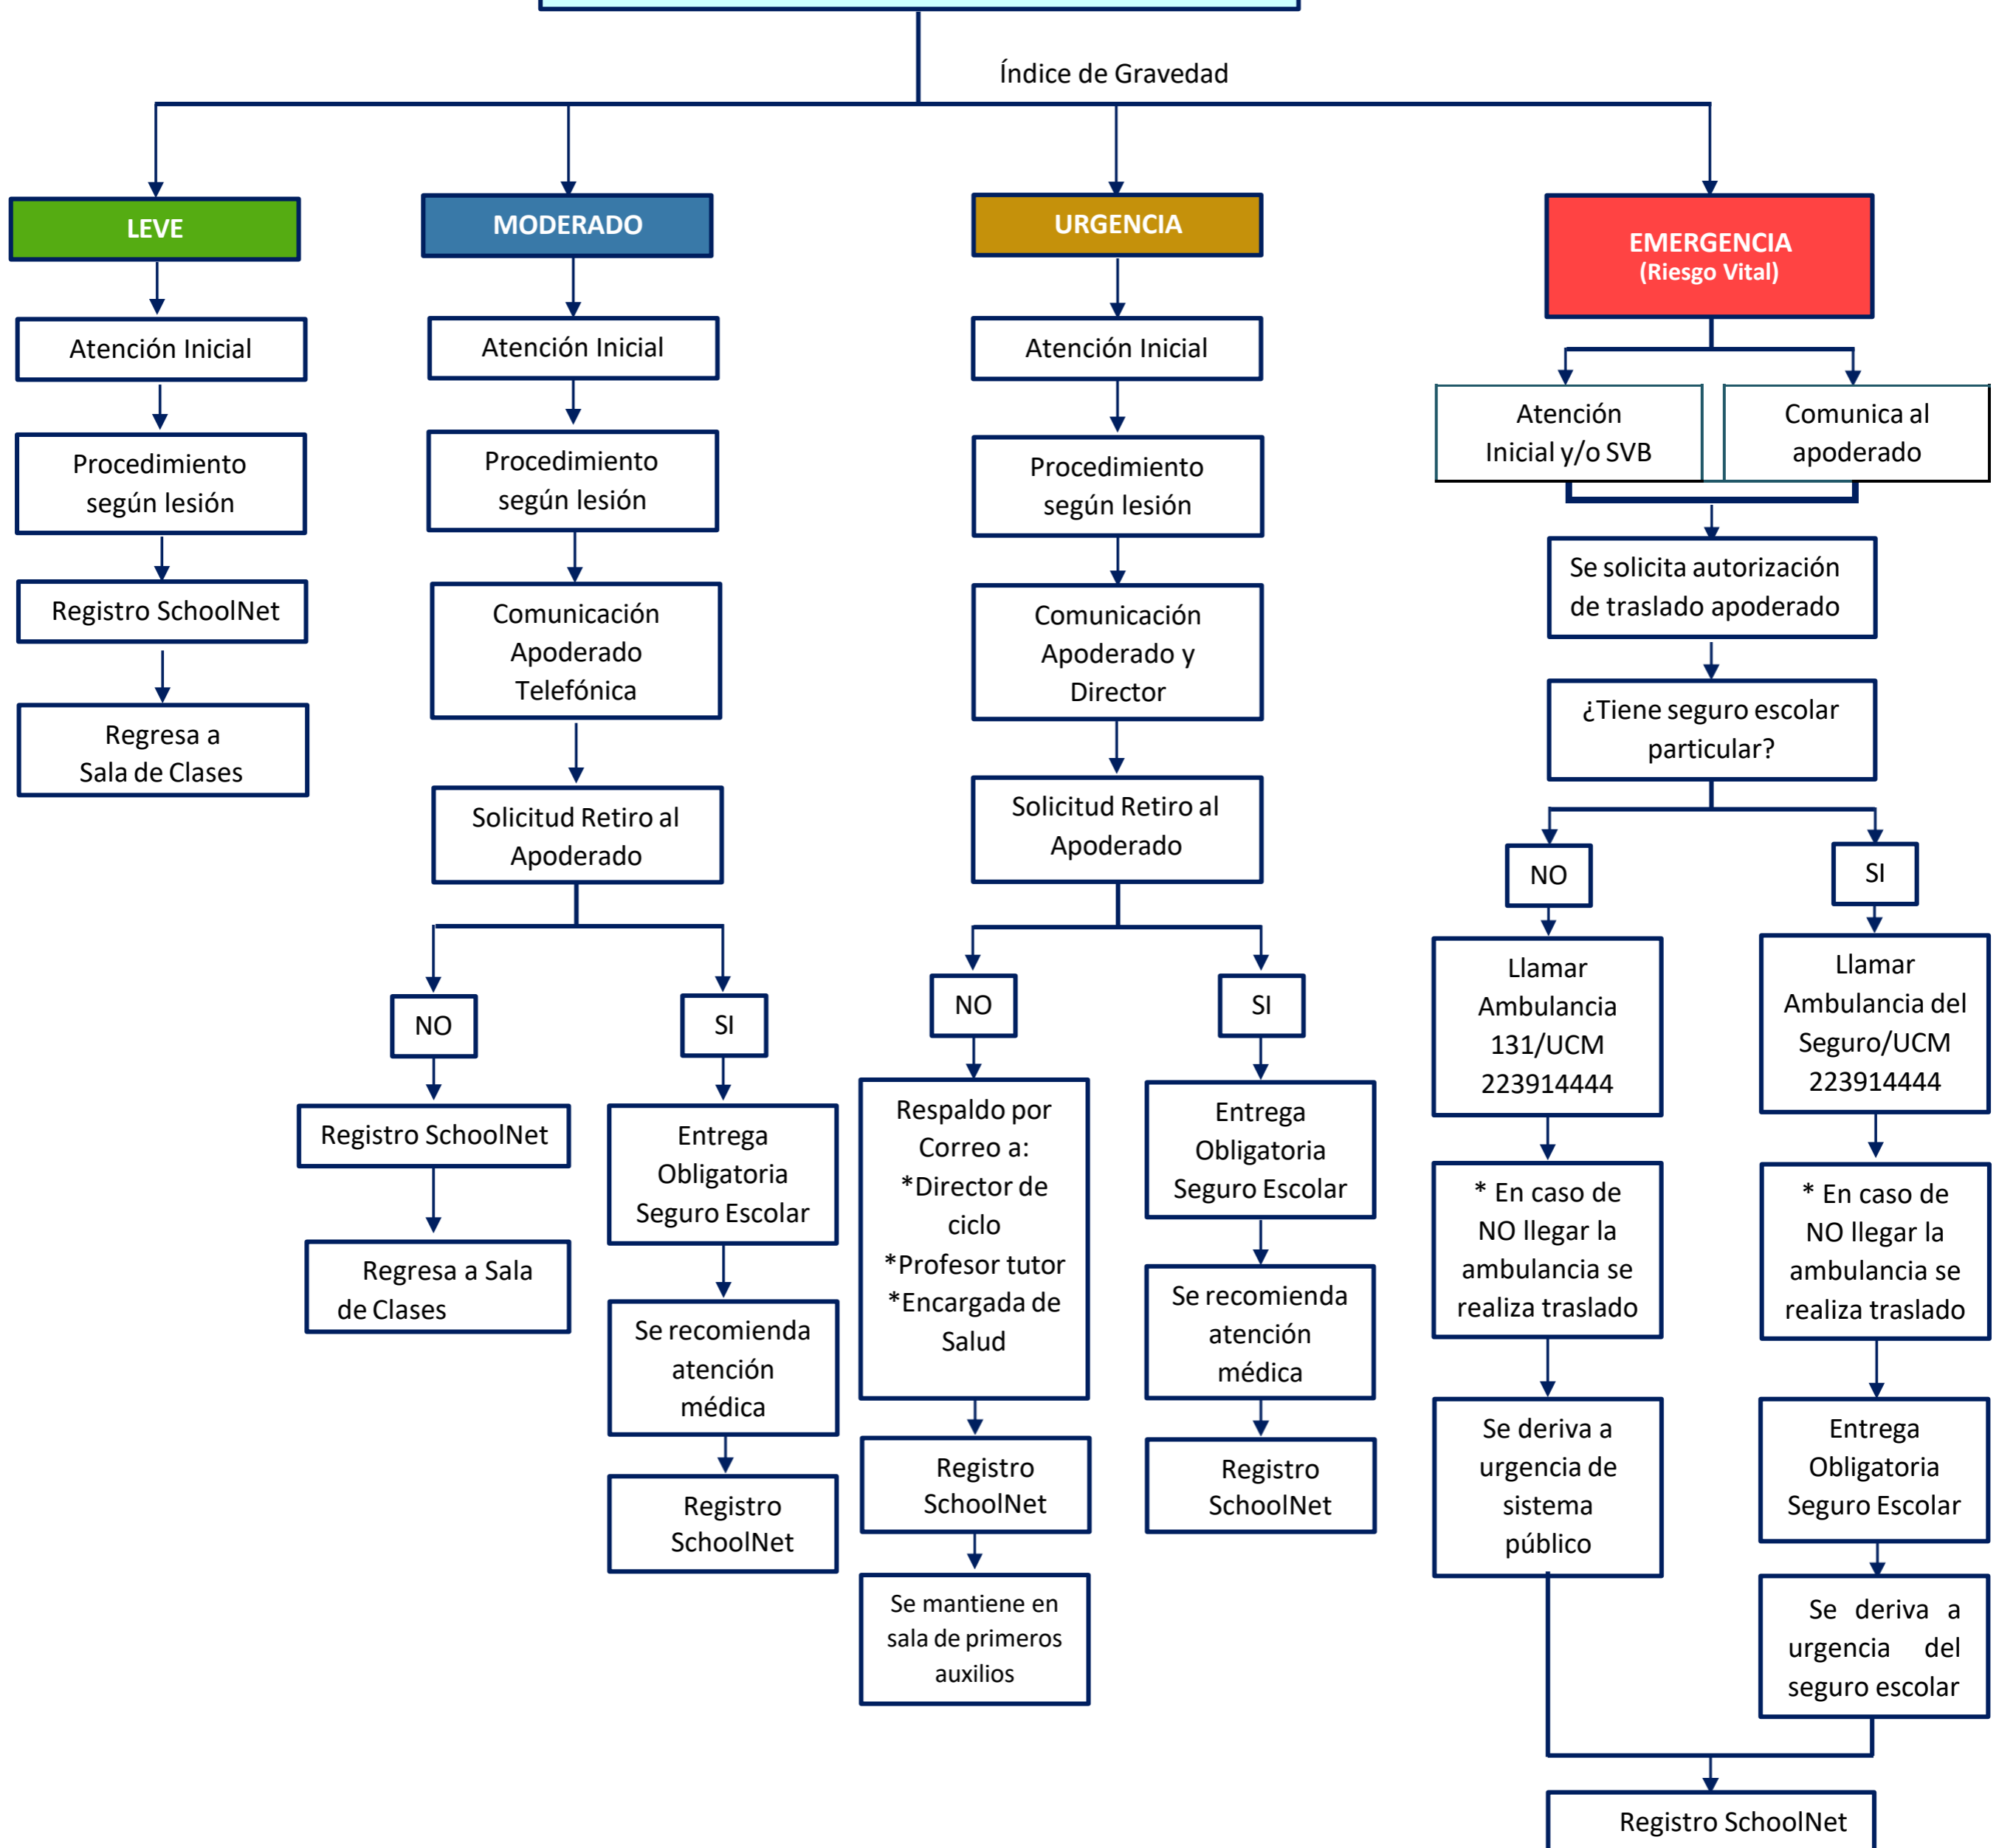 Índice de Gravedad
LEVE
Atención Inicial
Procedimiento
según lesión
Registro SchoolNet
Regresa a
Sala de Clases
MODERADO
Atención Inicial
Procedimiento
según lesión
Comunicación
Apoderado
Telefónica
Solicitud Retiro al
Apoderado
NO
Registro SchoolNet
Regresa a Sala
de Clases
SI
Entrega
Obligatoria
Seguro Escolar
Se recomienda
atención
médica
Registro
SchoolNet
URGENCIA
Atención Inicial
Procedimiento
según lesión
Comunicación
Apoderado y
Director
Solicitud Retiro al
Apoderado
NO
Respaldo por
Correo a:
*Director de
ciclo
*Profesor tutor
*Encargada de
Salud
Registro
SchoolNet
Se mantiene en
sala de primeros
auxilios
SI
Entrega
Obligatoria
Seguro Escolar
Se recomienda
atención
médica
Registro
SchoolNet
EMERGENCIA
(Riesgo Vital)
Atención
Inicial y/o SVB
Comunica al
apoderado
Se solicita autorización
de traslado apoderado
¿Tiene seguro escolar
particular?
NO
Llamar
Ambulancia
131/UCM
223914444
* En caso de
NO llegar la
ambulancia se
realiza traslado
Se deriva a
urgencia de
sistema
público
SI
Llamar
Ambulancia del
Seguro/UCM
223914444
* En caso de
NO llegar la
ambulancia se
realiza traslado
Entrega
Obligatoria
Seguro Escolar
Se deriva a
urgencia del
seguro escolar
Registro SchoolNet